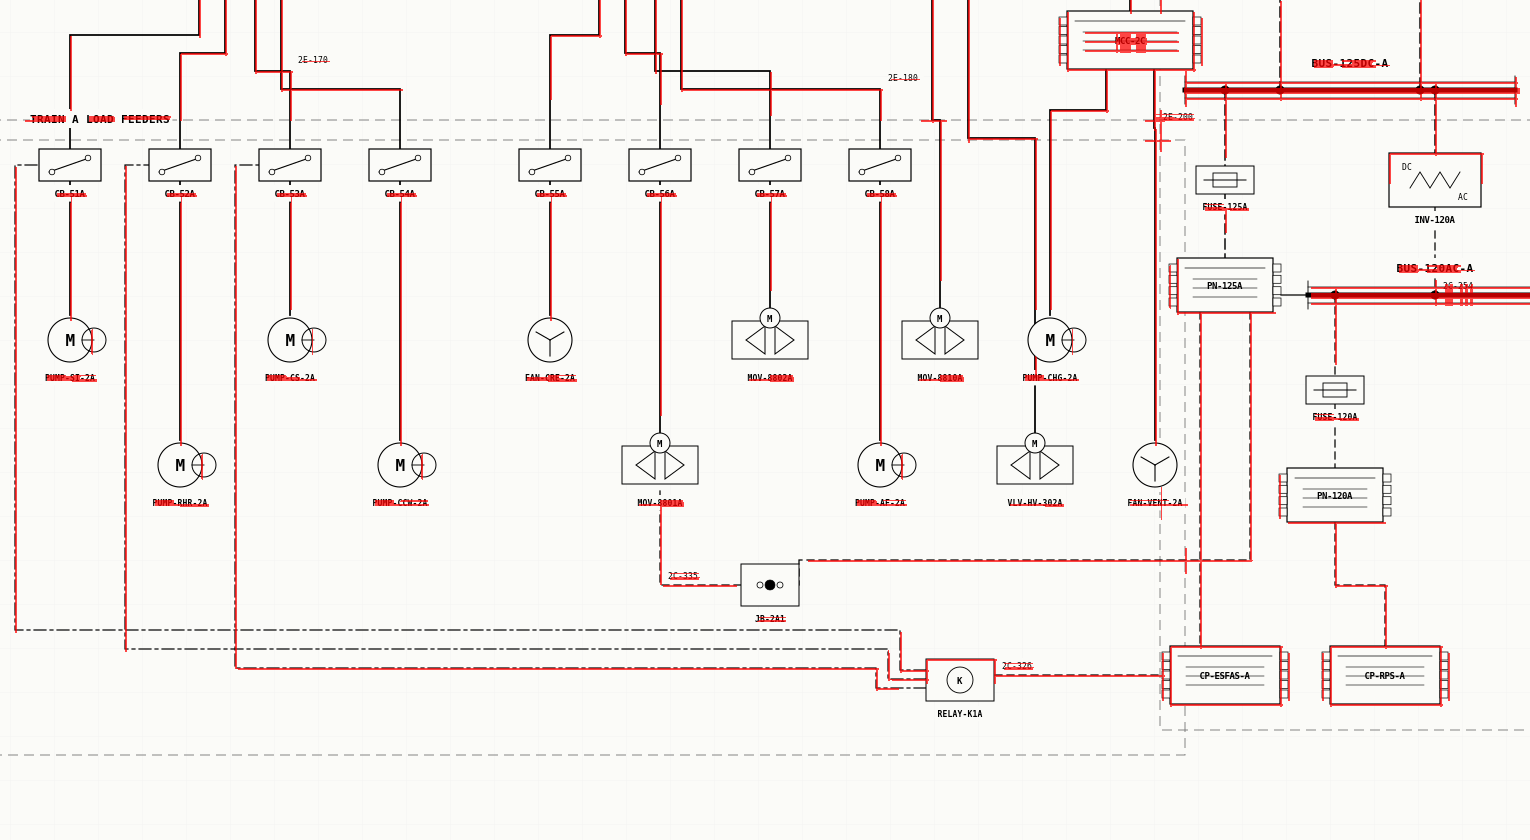 MCC-2C
2E-170
BUS-125DC-A
2E-180
TRAIN A LOAD FEEDERS
2E-200
DC
AC
CB-51A
CB-52A
CB-53A
CB-54A
CB-55A
CB-56A
CB-57A
CB-58A
FUSE-125A
INV-120A
BUS-120AC-A
PN-125A
M
M
M
M
M
M
M
PUMP-SI-2A
PUMP-CS-2A
FAN-CRE-2A
MOV-8802A
MOV-8810A
PUMP-CHG-2A
FUSE-120A
M
M
M
M
M
PUMP-RHR-2A
PUMP-CCW-2A
MOV-8801A
PUMP-AF-2A
VLV-HV-302A
FAN-VENT-2A
PN-120A
2C-335
JB-2A1
2C-326
K
CP-ESFAS-A
CP-RPS-A
RELAY-K1A